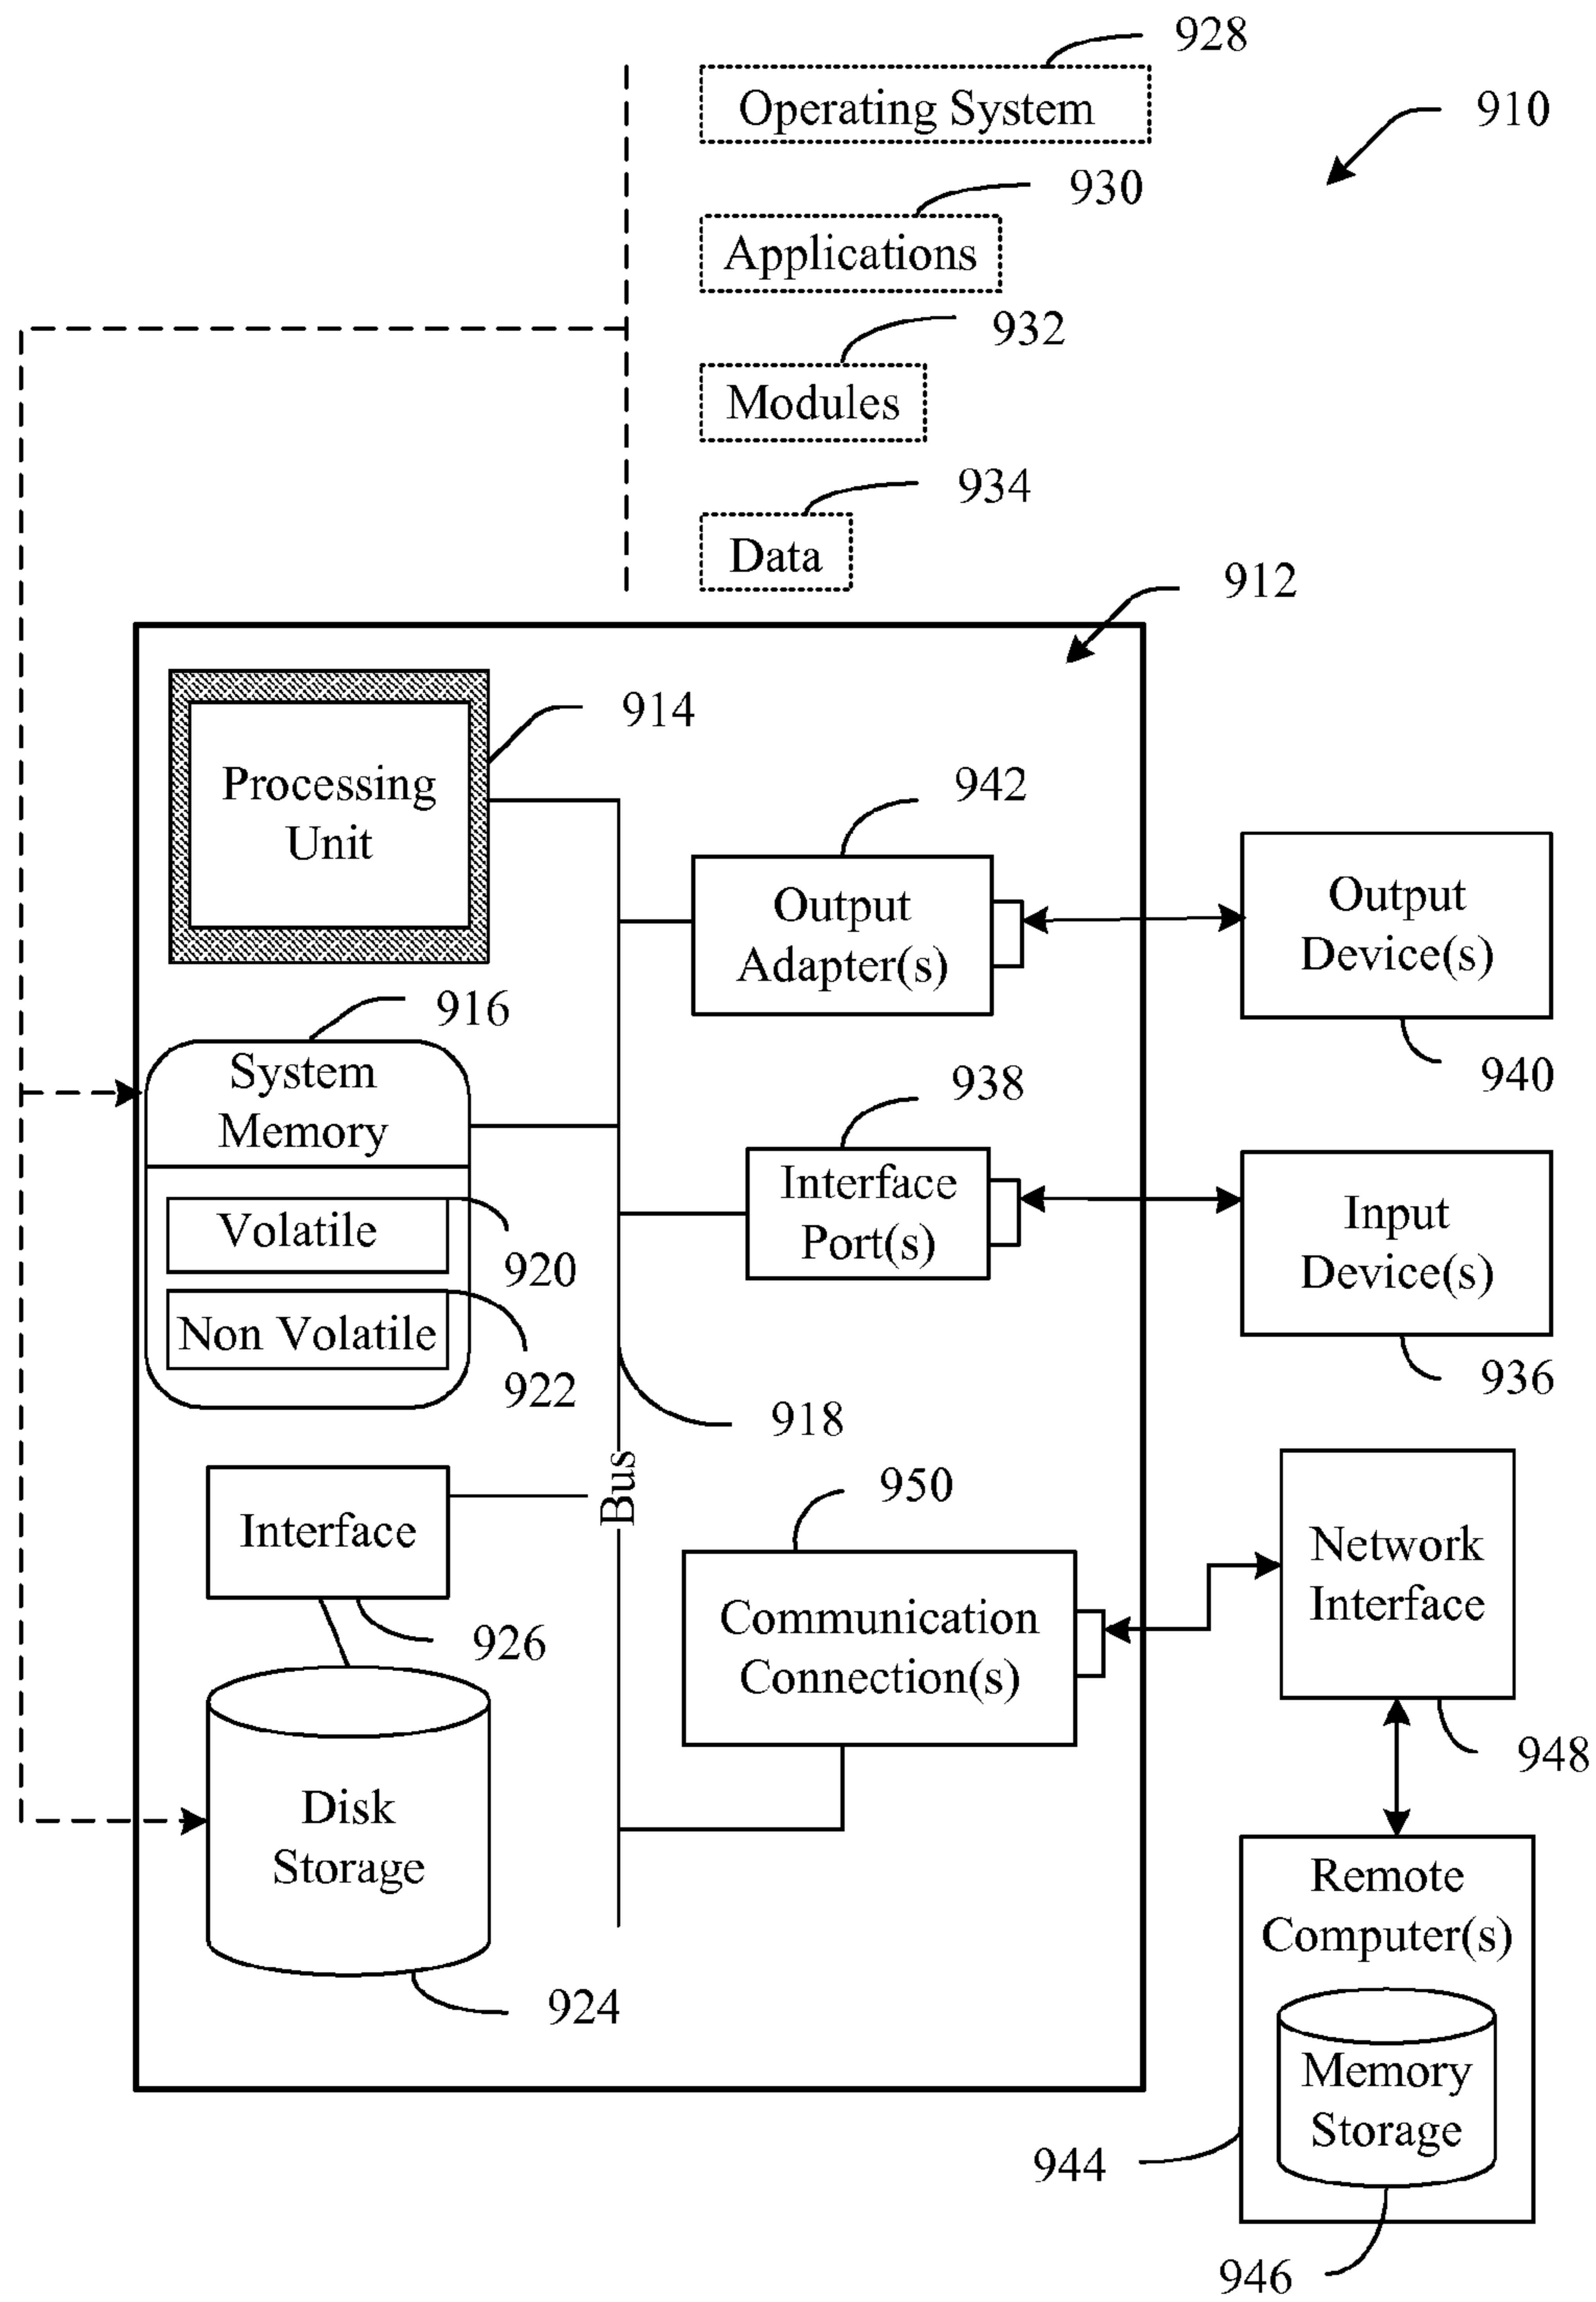 928
Operating System
910
930
Applications
932
Modules
934
Data
912
914
Processing
Unit
942
Output
Adapter(s)
Output
Device(s)
940
916
System
Memory
938
Interface
Port(s)
Input
Device(s)
936
Volatile
920
Non Volatile
922
918
Bus
950
Interface
926
Communication
Connection(s)
Network
Interface
948
Disk
Storage
924
Remote
Computer(s)
Memory
Storage
944
946